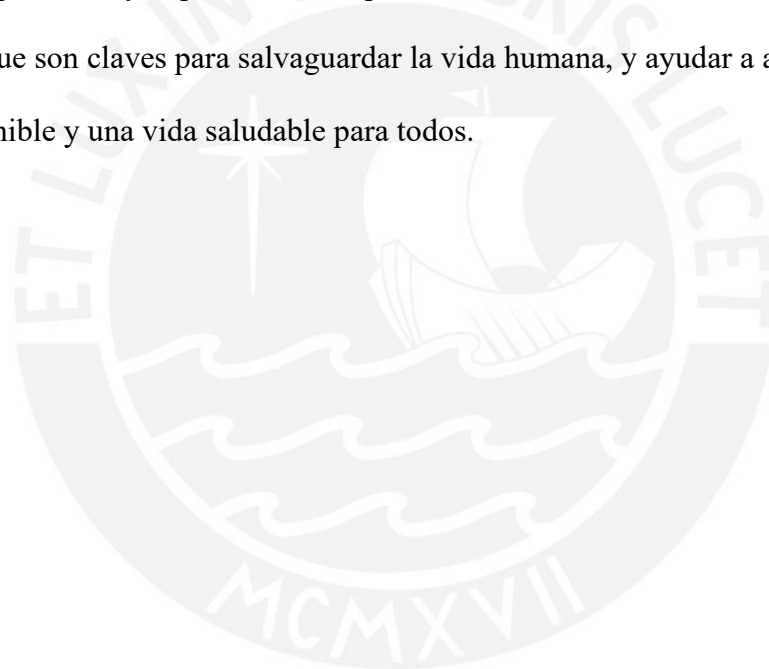 ue son claves para salvaguardar la vida humana, y ayudar a a
nible y una vida saludable para todos.
ET LUX IN BRIS LUCET
MCMXVII